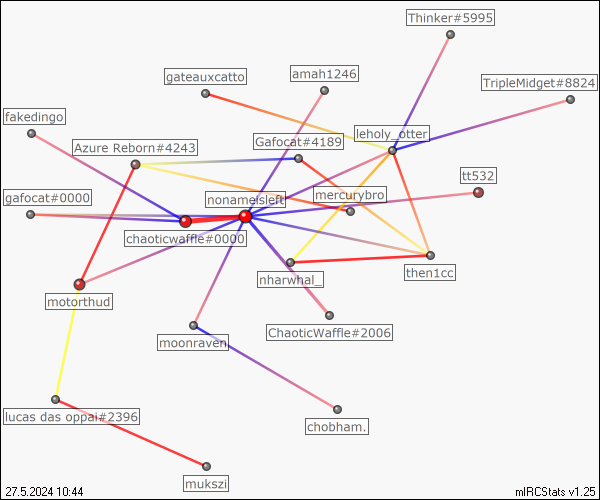 Thinker#5995
gateauxcatto
amah1246
TripleMidget#8824
fakedingo
Azure Reborn#4243
Gafocat#4189
leholy_otter
tt532
gafocat#0000
nonameisleft
mercurybro
chaoticwaffle#0000
nharwhal_
then1cc
motorthud
moonraven
ChaoticWaffle#2006
lucas das oppai#2396
chobham.
mukszi
27.5.2024 10:44
mIRCStats v1.25